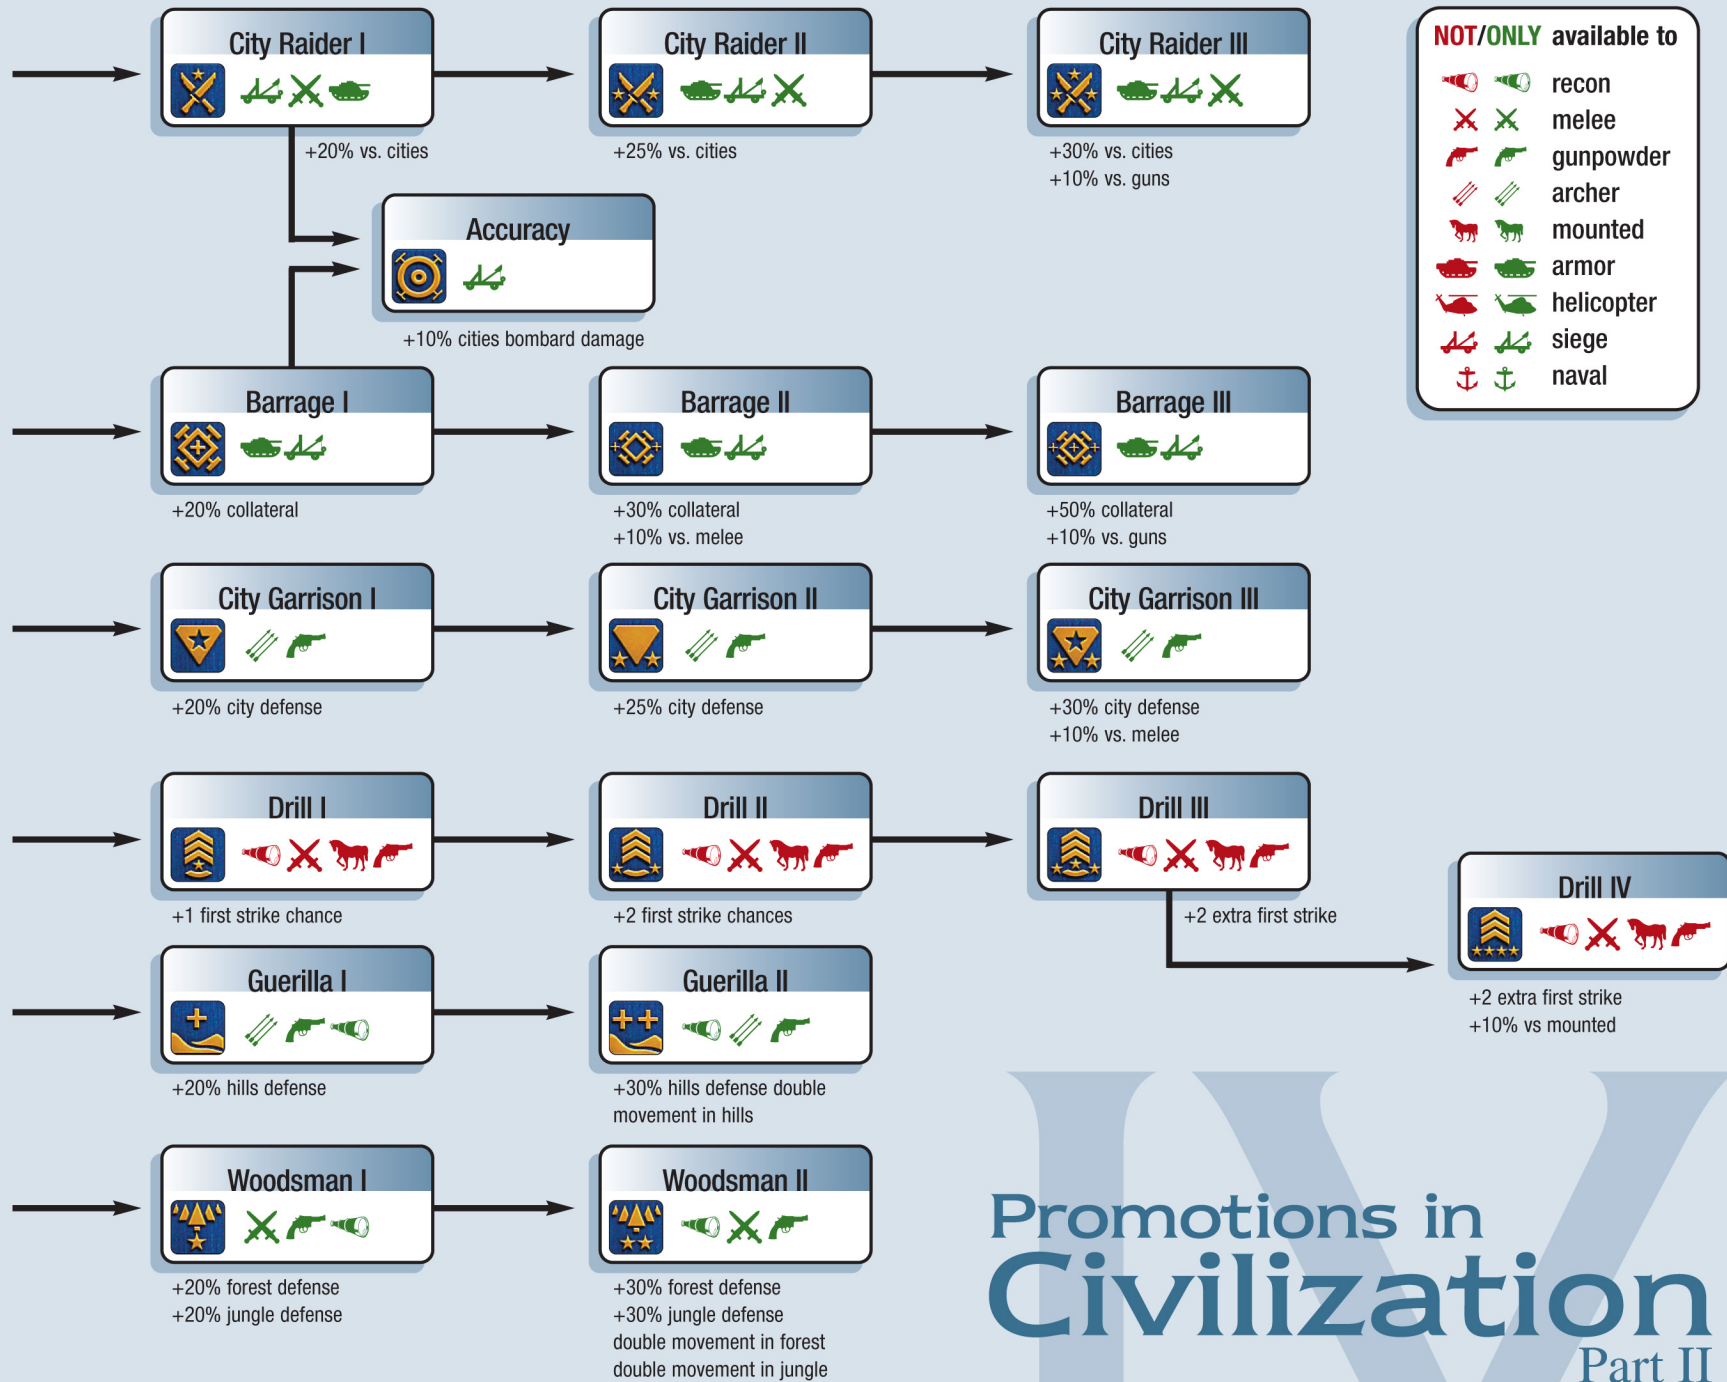 City Raider I
+20% vs. cities
City Raider II
+25% vs. cities
City Raider III
+30% vs. cities
+10% vs. guns
NOT/ONLY available to
recon
melee
gunpowder
archer
mounted
armor
helicopter
siege
naval
Accuracy
+10% cities bombard damage
Barrage I
+20% collateral
Barrage II
+30% collateral
+10% vs. melee
Barrage III
+50% collateral
+10% vs. guns
City Garrison I
+20% city defense
City Garrison II
+25% city defense
City Garrison III
+30% city defense
+10% vs. melee
Drill I
+1 first strike chance
Drill II
+2 first strike chances
Drill III
+2 extra first strike
Drill IV
+2 extra first strike
+10% vs mounted
Guerilla I
+20% hills defense
Guerilla II
+30% hills defense double
movement in hills
Woodsman I
+20% forest defense
+20% jungle defense
Woodsman II
+30% forest defense
+30% jungle defense
double movement in forest
double movement in jungle
IV
Promotions in
Civilization
Part II